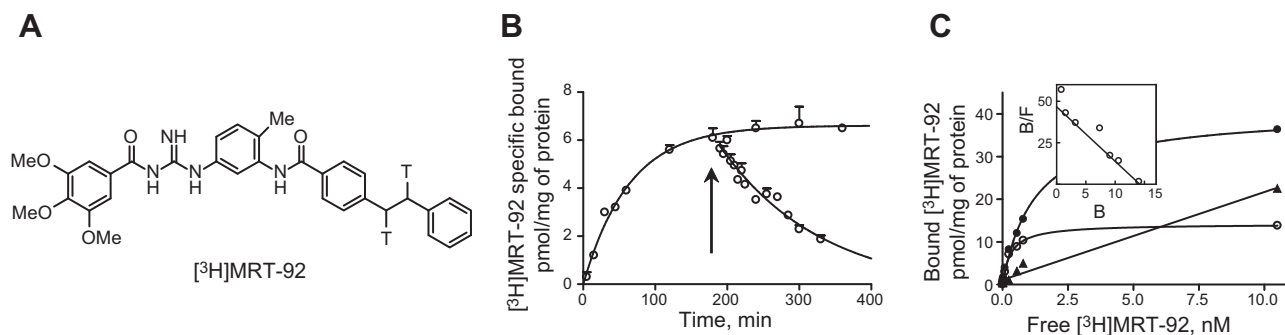 A
B
C
O
NH
Me
O
MeO
N
H
N
H
N
H
MeO
OMe
T
T
[³H]MRT-92
[³H]MRT-92 specific bound
pmol/mg of protein
8
6
4
2
0
0 100 200 300 400
Time, min
Bound [³H]MRT-92
pmol/mg of protein
40
30
20
10
0
0.0 2.5 5.0 7.5 10.0
Free [³H]MRT-92, nM
B/F
50
25
0 5 10 15
B